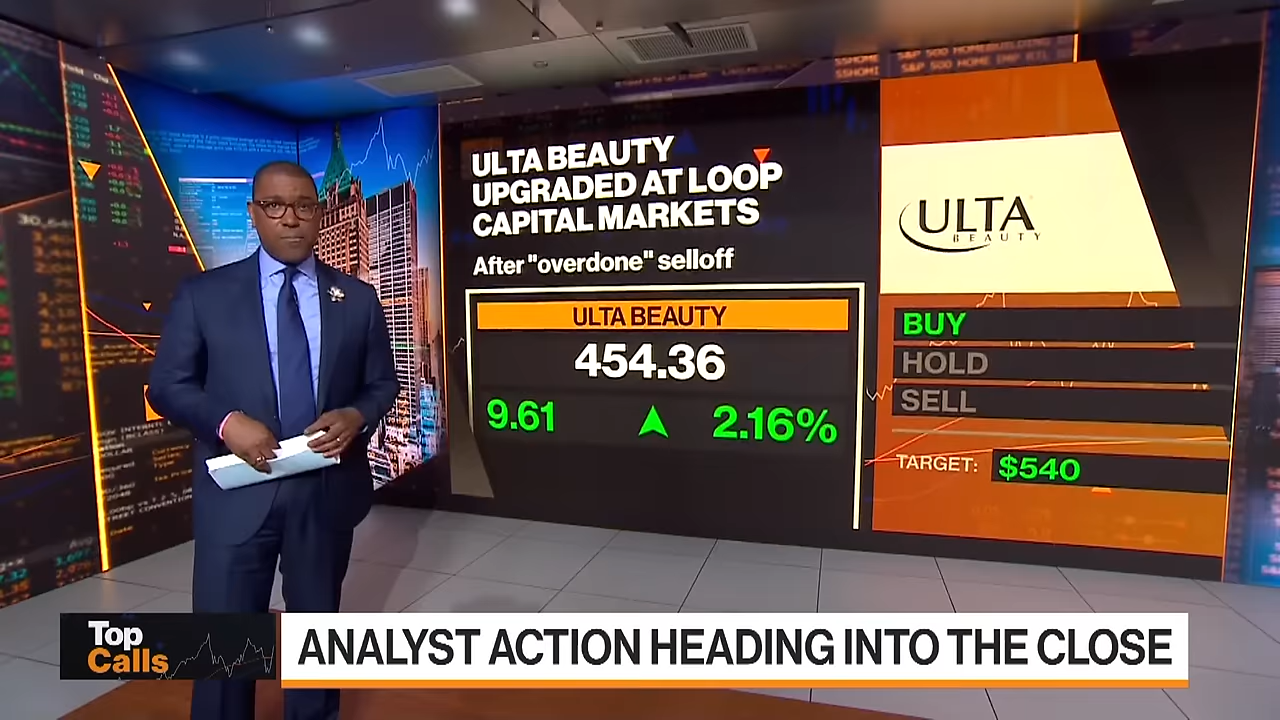 ULTA BEAUTY
UPGRADED AT LOOP
CAPITAL MARKETS
After "overdone" selloff
ULTA BEAUTY
454.36
9.61 2.16%
ULTA
BEAUTY
BUY
HOLD
SELL
TARGET: $540
Top
Calls
ANALYST ACTION HEADING INTO THE CLOSE